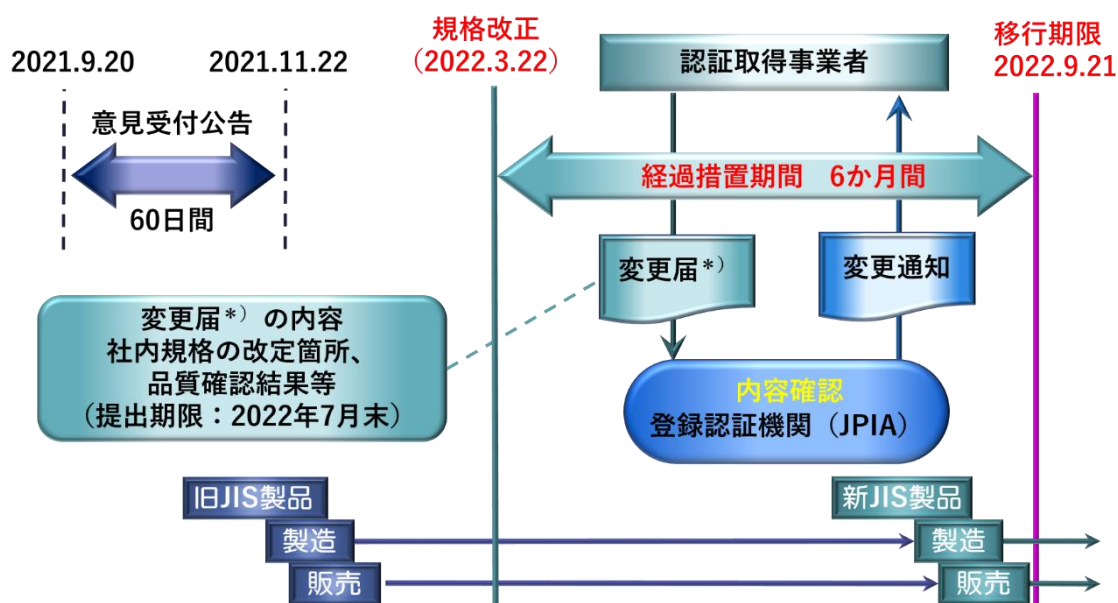 2021.9.20
2021.11.22
意見受付公告
60日間
規格改正
（2022.3.22）
認証取得事業者
移行期限
2022.9.21
経過措置期間　6か月間
変更届*）
変更通知
変更届*）の内容
社内規格の改定箇所、
品質確認結果等
（提出期限：2022年7月末）
内容確認
登録認証機関（JPIA）
旧JIS製品
製造
販売
新JIS製品
製造
販売